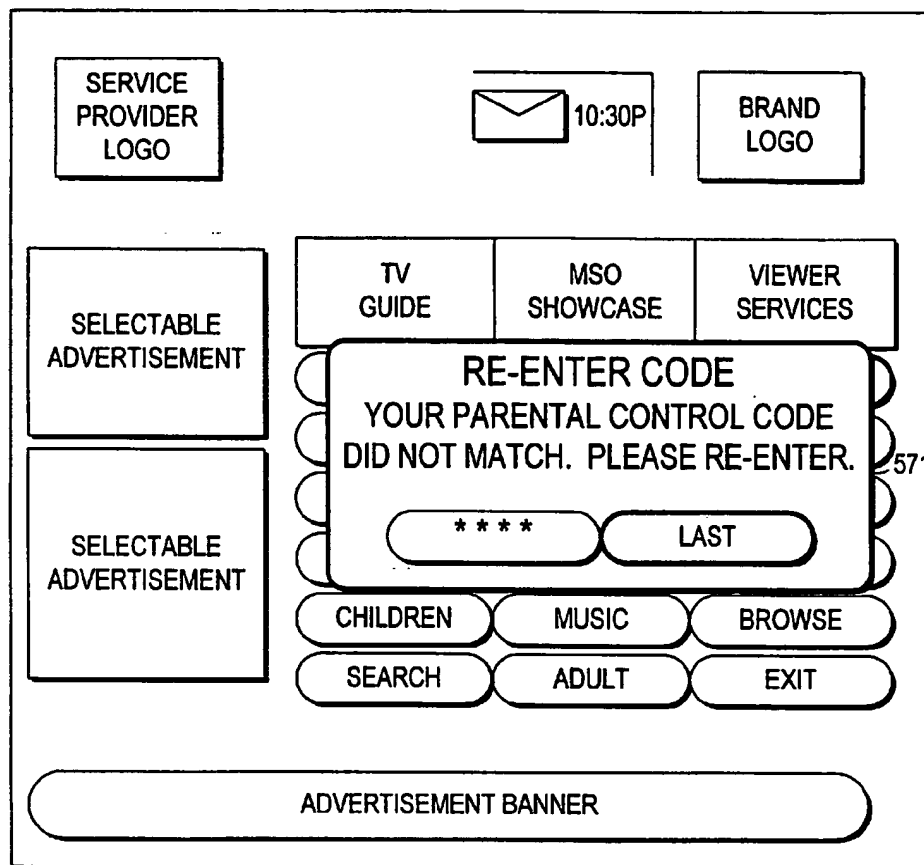 SERVICE
PROVIDER
LOGO
10:30P
BRAND
LOGO
TV
GUIDE
MSO
SHOWCASE
VIEWER
SERVICES
SELECTABLE
ADVERTISEMENT
RE-ENTER CODE
YOUR PARENTAL CONTROL CODE
DID NOT MATCH. PLEASE RE-ENTER.
571
* * * *
LAST
SELECTABLE
ADVERTISEMENT
CHILDREN
MUSIC
BROWSE
SEARCH
ADULT
EXIT
ADVERTISEMENT BANNER